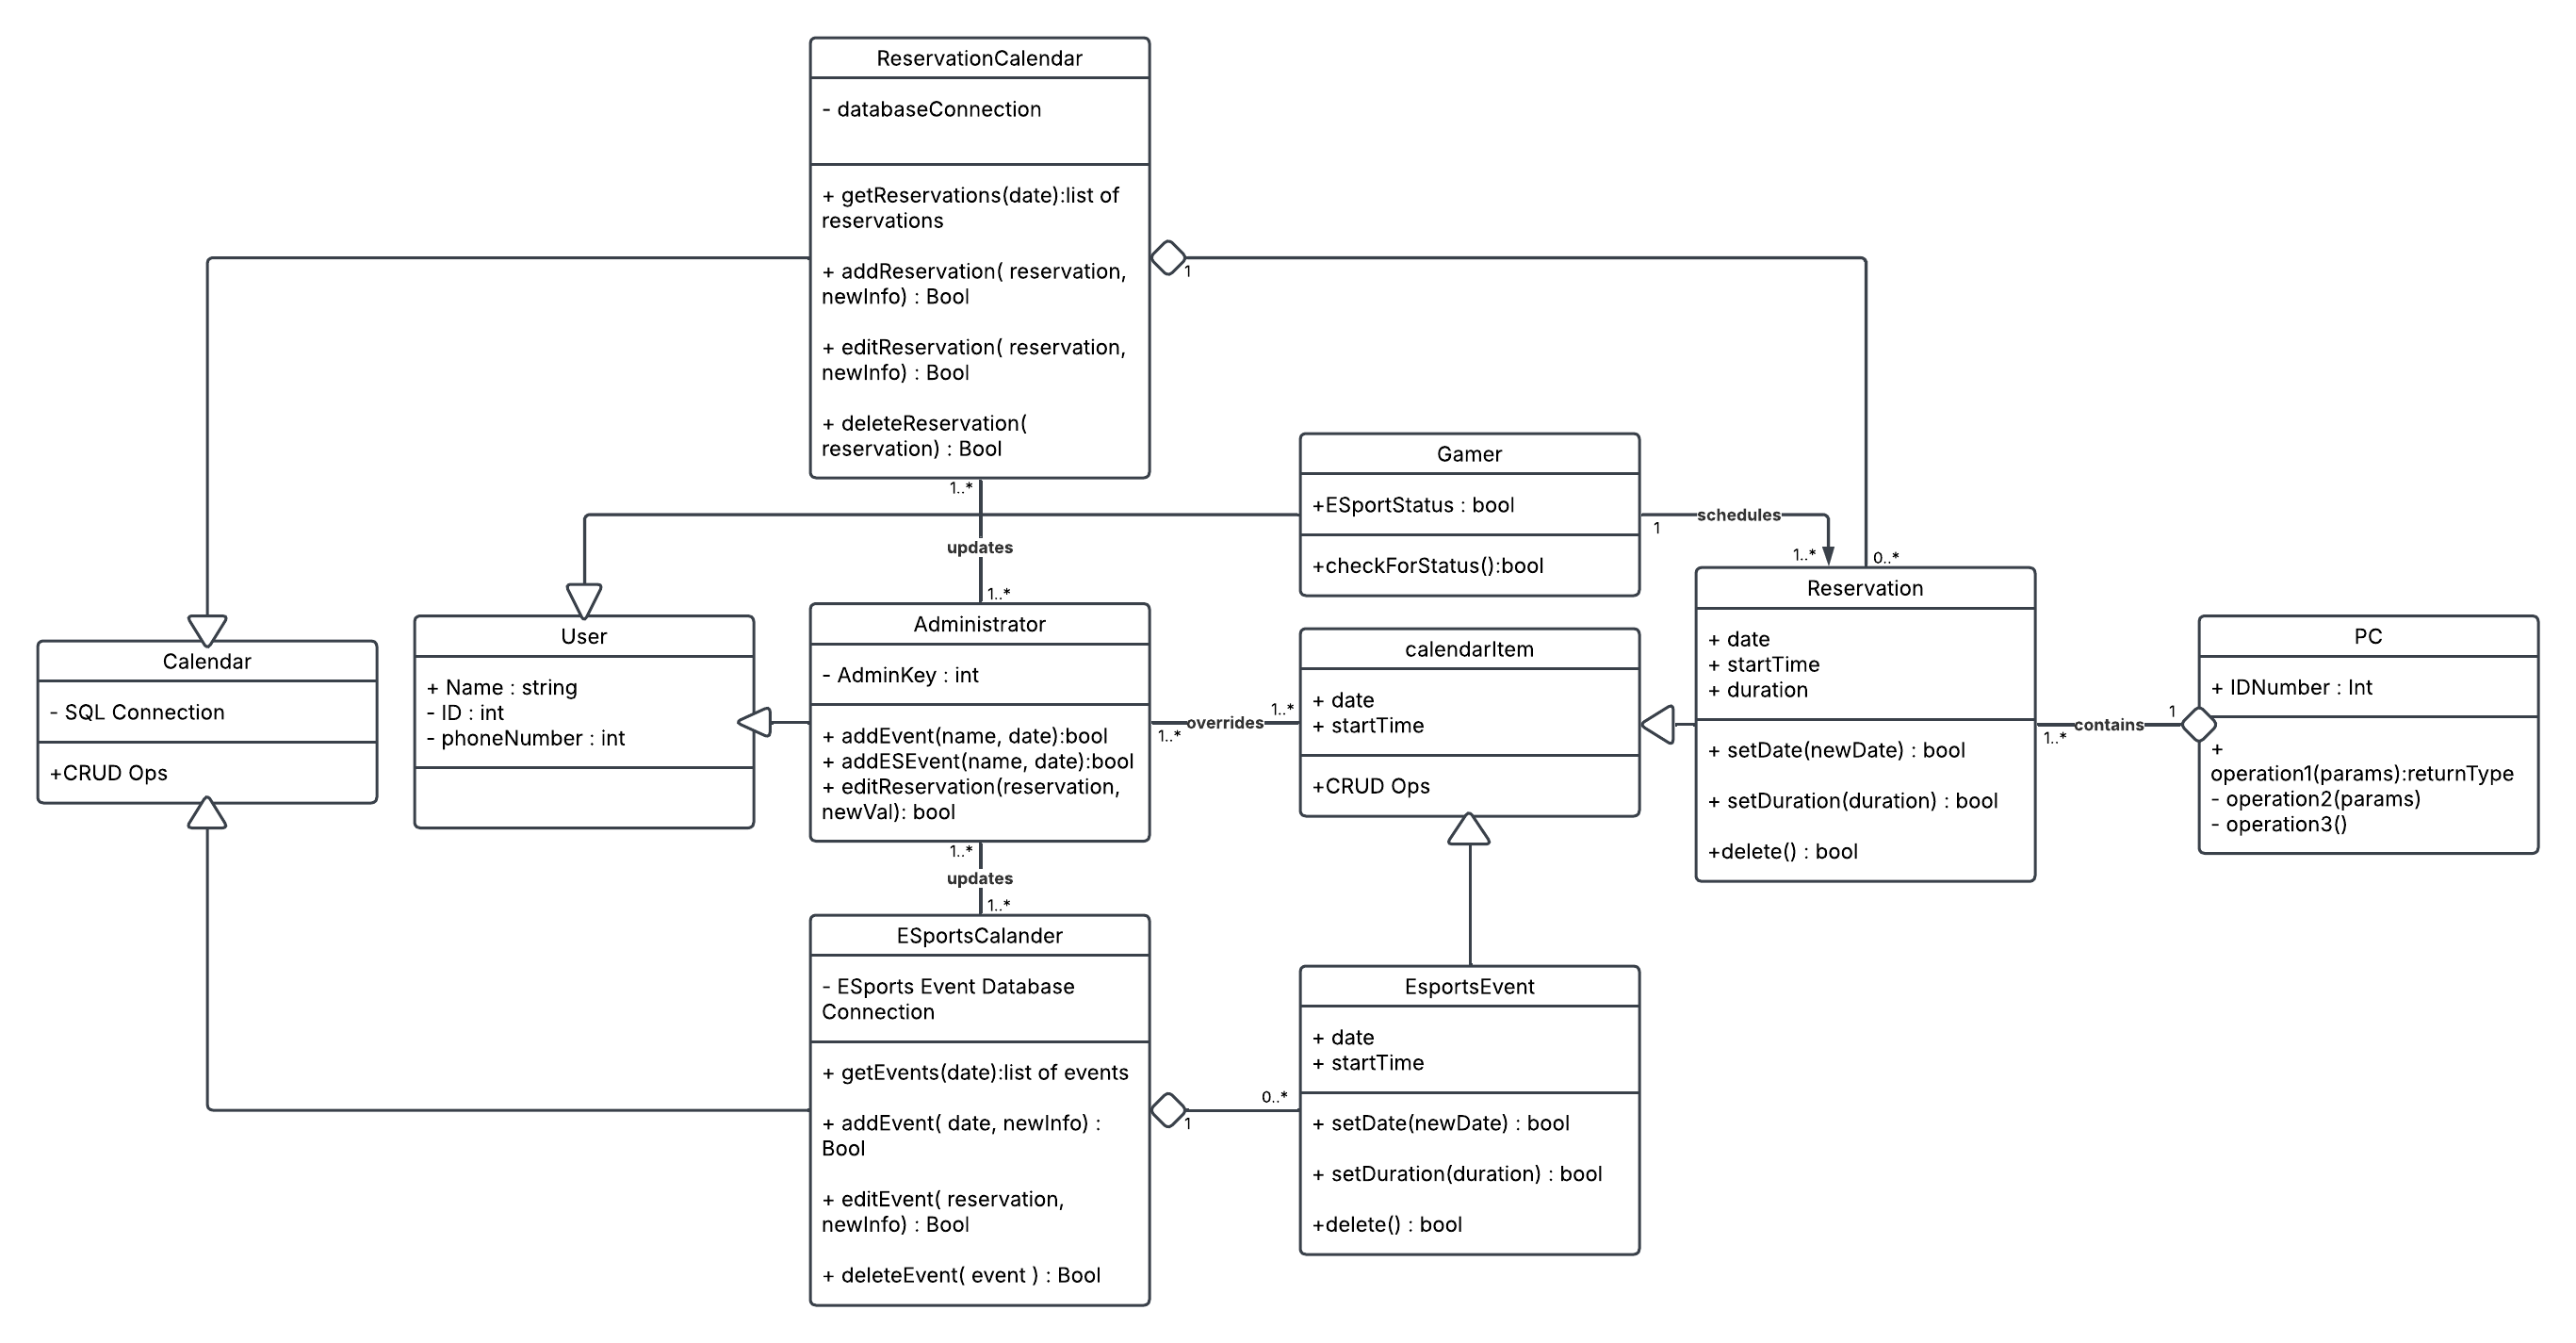 ReservationCalendar
- databaseConnection
+ getReservations(date):list of
reservations
+ addReservation( reservation,
newInfo) : Bool
+ editReservation( reservation,
newInfo) : Bool
+ deleteReservation(
reservation) : Bool
1
1..*
updates
1..*
Gamer
+ESportStatus : bool
+checkForStatus():bool
1
schedules
1..*
0..*
Calendar
- SQL Connection
+CRUD Ops
User
+ Name : string
- ID : int
- phoneNumber : int
Administrator
- AdminKey : int
+ addEvent(name, date):bool
+ addESEvent(name, date):bool
+ editReservation(reservation,
newVal): bool
1..*
overrides
1..*
calendarItem
+ date
+ startTime
+CRUD Ops
Reservation
+ date
+ startTime
+ duration
+ setDate(newDate) : bool
+ setDuration(duration) : bool
+delete() : bool
1..*
contains
1
PC
+ IDNumber : Int
+
operation1(params):returnType
- operation2(params)
- operation3()
1..*
updates
1..*
ESportsCalander
- ESports Event Database
Connection
+ getEvents(date):list of events
+ addEvent( date, newInfo) :
Bool
+ editEvent( reservation,
newInfo) : Bool
+ deleteEvent( event ) : Bool
1
0..*
EsportsEvent
+ date
+ startTime
+ setDate(newDate) : bool
+ setDuration(duration) : bool
+delete() : bool